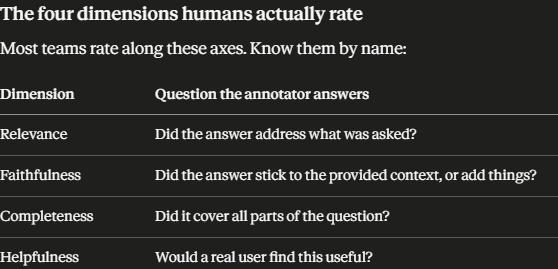 The four dimensions humans actually rate
Most teams rate along these axes. Know them by name:
Dimension Question the annotator answers
Relevance Did the answer address what was asked?
Faithfulness Did the answer stick to the provided context, or add things?
Completeness Did it cover all parts of the question?
Helpfulness Would a real user find this useful?